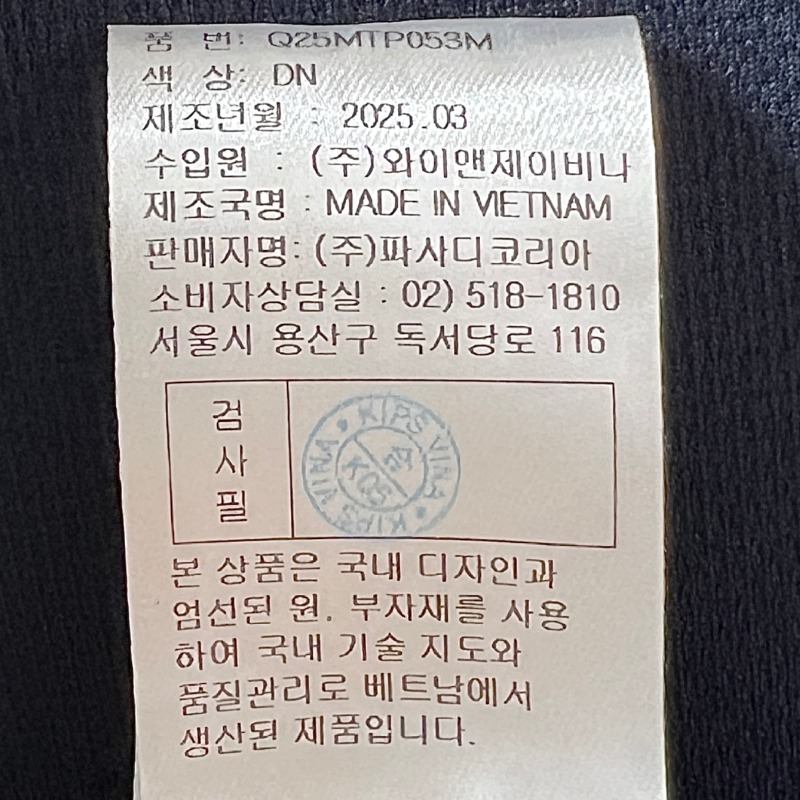 품 번: Q25MTP053M
색 상: DN
제조년월 : 2025.03
수입원 : (주)와이앤제이비나
제조국명 : MADE IN VIETNAM
판매자명: (주)파사디코리아
소비자상담실 : 02) 518-1810
서울시 용산구 독서당로 116
검
사
필
KIPS VINA
KIPS VINA
K05
본 상품은 국내 디자인과
엄선된 원, 부자재를 사용
하여 국내 기술 지도와
품질관리로 베트남에서
생산된 제품입니다.